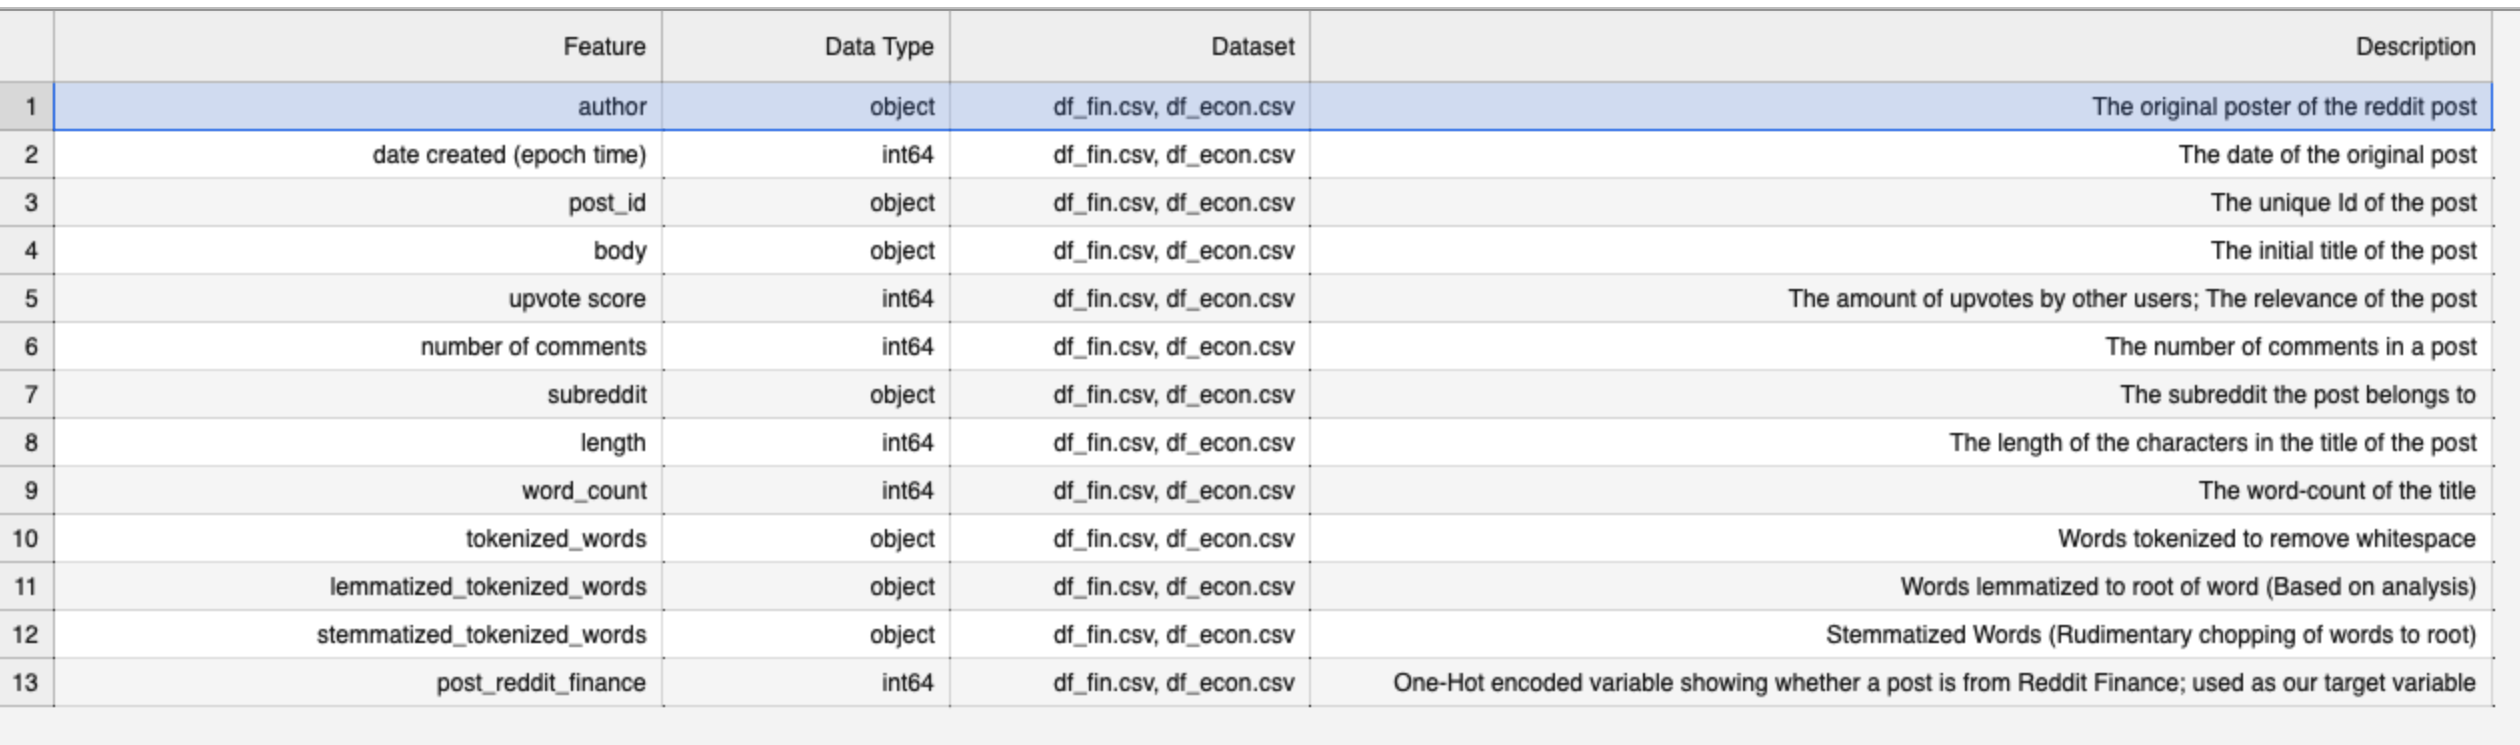 Feature Data Type Dataset Description
1 author object df_fin.csv, df_econ.csv The original poster of the reddit post
2 date created (epoch time) int64 df_fin.csv, df_econ.csv The date of the original post
3 post_id object df_fin.csv, df_econ.csv The unique Id of the post
4 body object df_fin.csv, df_econ.csv The initial title of the post
5 upvote score int64 df_fin.csv, df_econ.csv The amount of upvotes by other users; The relevance of the post
6 number of comments int64 df_fin.csv, df_econ.csv The number of comments in a post
7 subreddit object df_fin.csv, df_econ.csv The subreddit the post belongs to
8 length int64 df_fin.csv, df_econ.csv The length of the characters in the title of the post
9 word_count int64 df_fin.csv, df_econ.csv The word-count of the title
10 tokenized_words object df_fin.csv, df_econ.csv Words tokenized to remove whitespace
11 lemmatized_tokenized_words object df_fin.csv, df_econ.csv Words lemmatized to root of word (Based on analysis)
12 stemmatized_tokenized_words object df_fin.csv, df_econ.csv Stemmatized Words (Rudimentary chopping of words to root)
13 post_reddit_finance int64 df_fin.csv, df_econ.csv One-Hot encoded variable showing whether a post is from Reddit Finance; used as our target variable